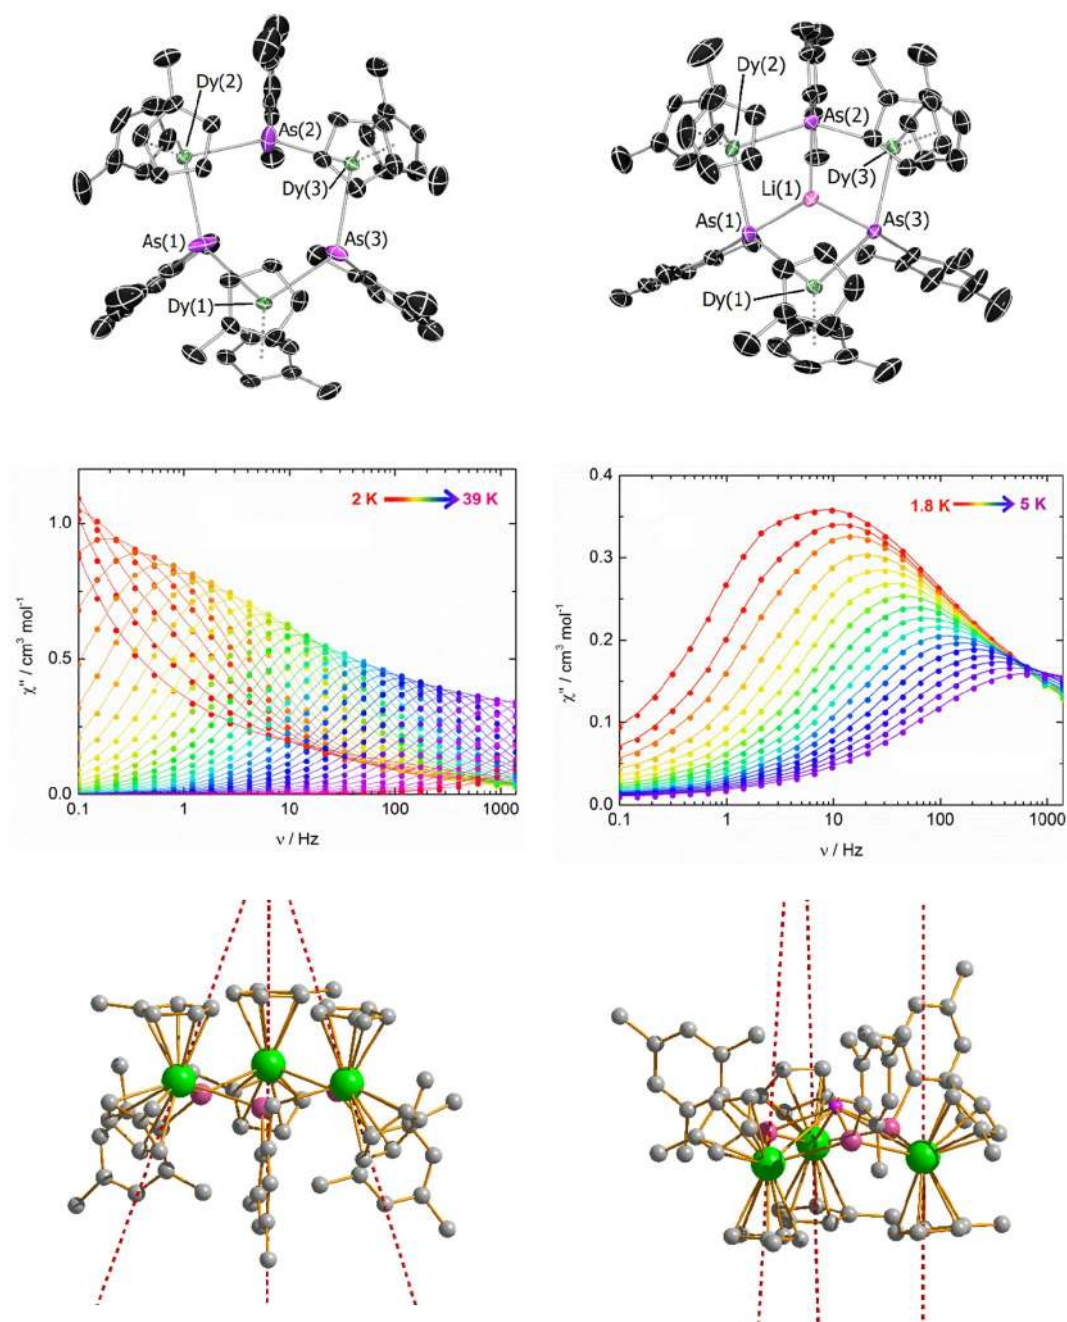 Dy(2)
As(2)
Dy(3)
As(1)
As(3)
Dy(1)
Dy(2)
As(2)
Dy(3)
Li(1)
As(1)
As(3)
Dy(1)
2 K 39 K
χ'' / cm³ mol⁻¹
1.0
0.5
0.0
0.1 1 10 100 1000
ν / Hz
1.8 K 5 K
χ'' / cm³ mol⁻¹
0.4
0.3
0.2
0.1
0.0
0.1 1 10 100 1000
ν / Hz